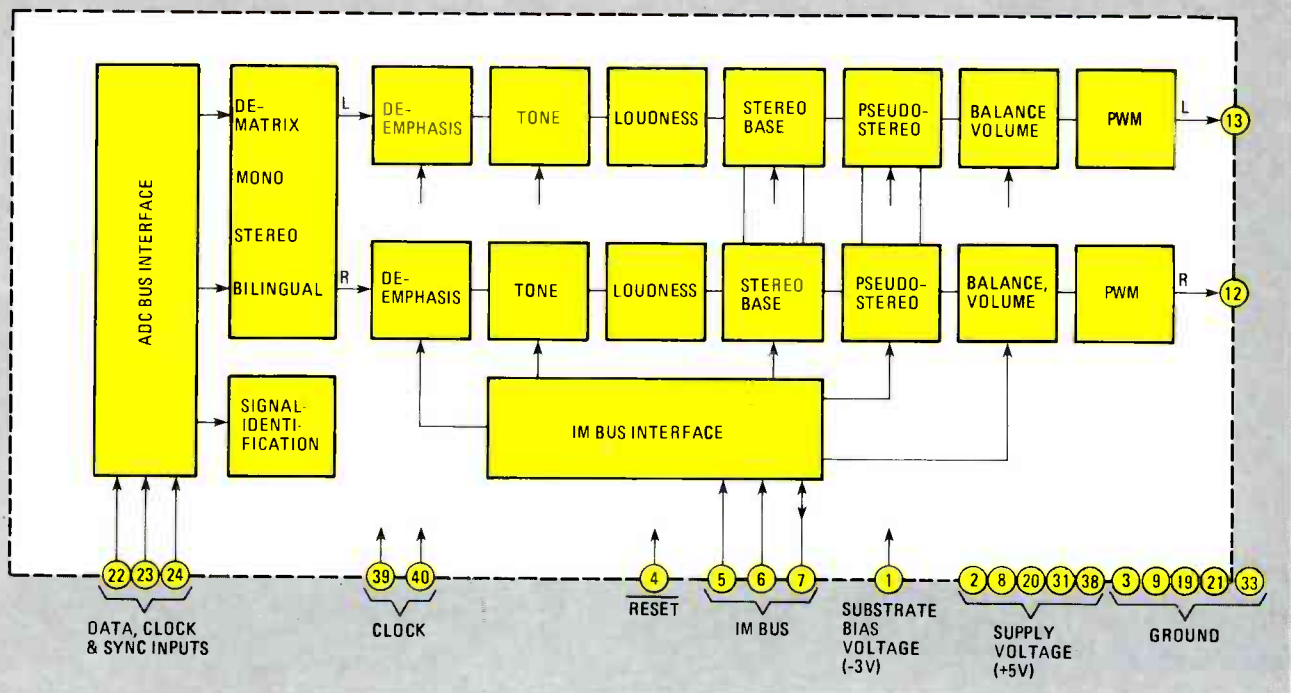 ADC BUS INTERFACE
DE-
MATRIX
MONO
STEREO
BILINGUAL
L
R
DE-
EMPHASIS
TONE
LOUDNESS
STEREO
BASE
PSEUDO-
STEREO
BALANCE
VOLUME
PWM
L
13
DE-
EMPHASIS
TONE
LOUDNESS
STEREO
BASE
PSEUDO-
STEREO
BALANCE,
VOLUME
PWM
R
12
SIGNAL-
IDENTI-
FICATION
IM BUS INTERFACE
22 23 24
39 40
4
5 6 7
1
2 8 20 31 38
3 9 19 21 33
DATA, CLOCK
& SYNC INPUTS
CLOCK
RESET
IM BUS
SUBSTRATE
BIAS
VOLTAGE
(-3V)
SUPPLY
VOLTAGE
(+5V)
GROUND